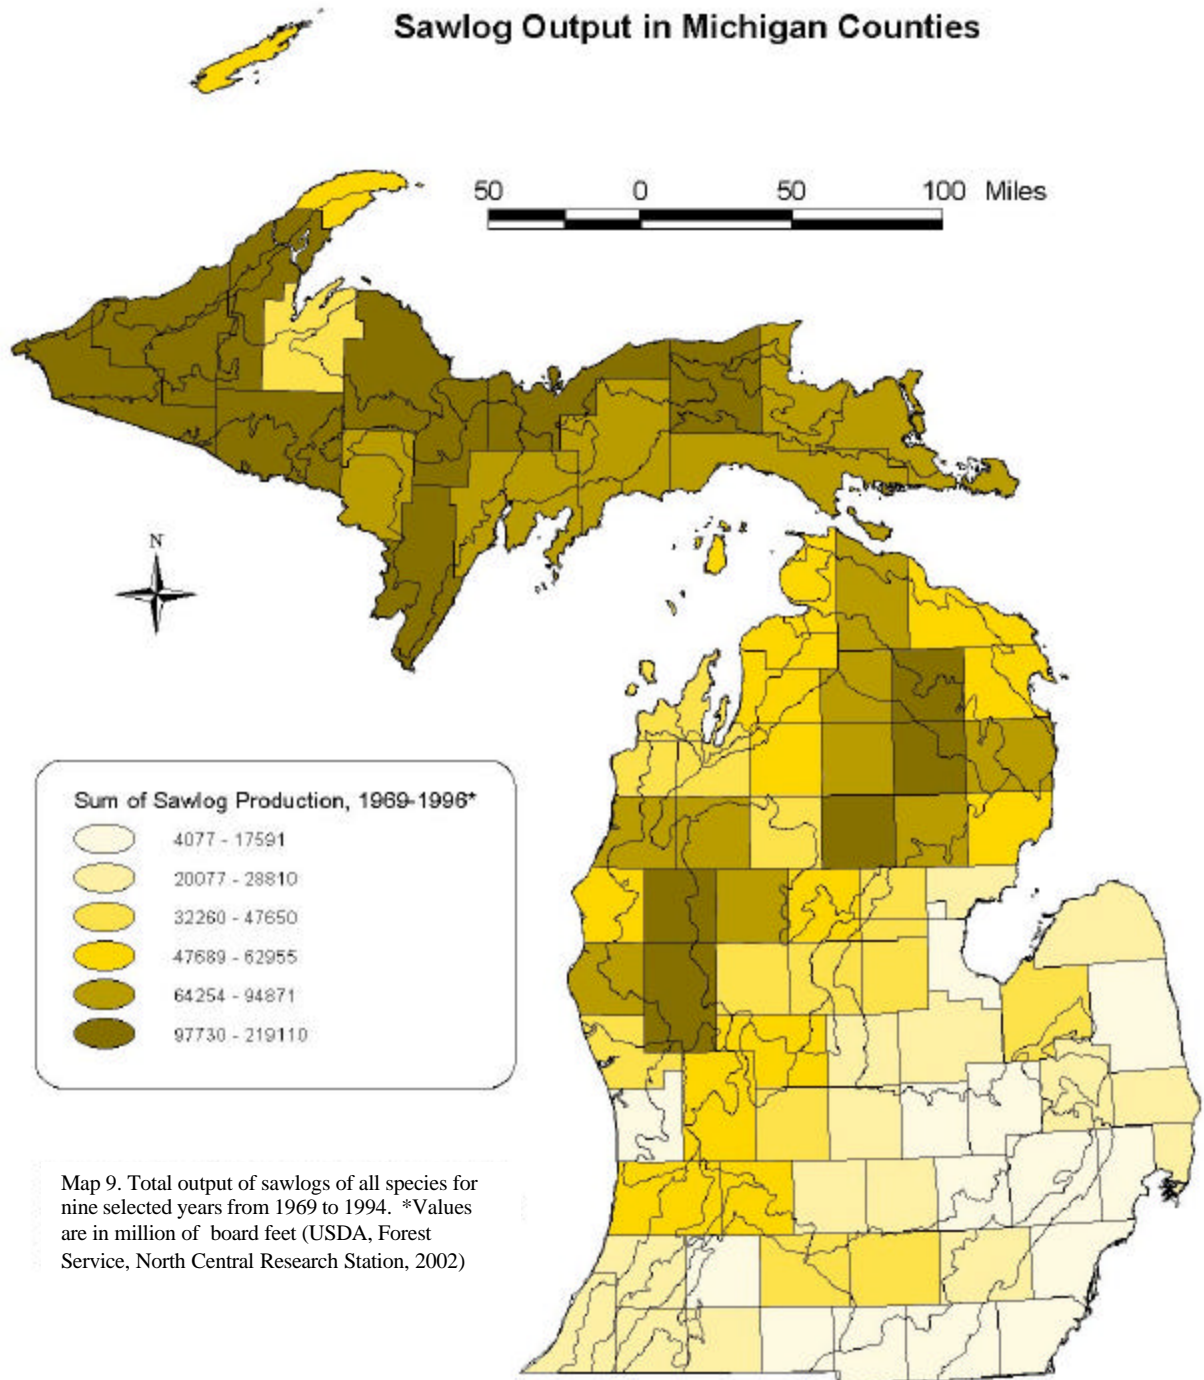 Sawlog Output in Michigan Counties
50 0 50 100 Miles
N
Sum of Sawlog Production, 1969-1996*
4077 - 17591
20077 - 28810
32260 - 47650
47689 - 62955
64254 - 94871
97730 - 219110
Map 9. Total output of sawlogs of all species for
nine selected years from 1969 to 1994. *Values
are in million of board feet (USDA, Forest
Service, North Central Research Station, 2002)